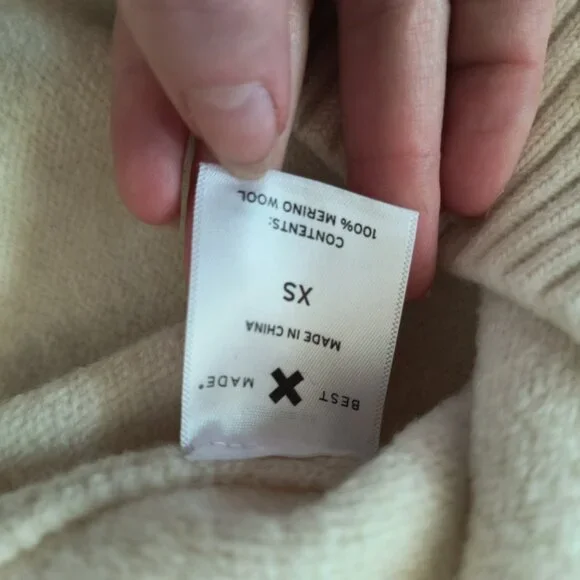 BEST X MADE®
MADE IN CHINA
XS
CONTENTS:
100% MERINO WOOL